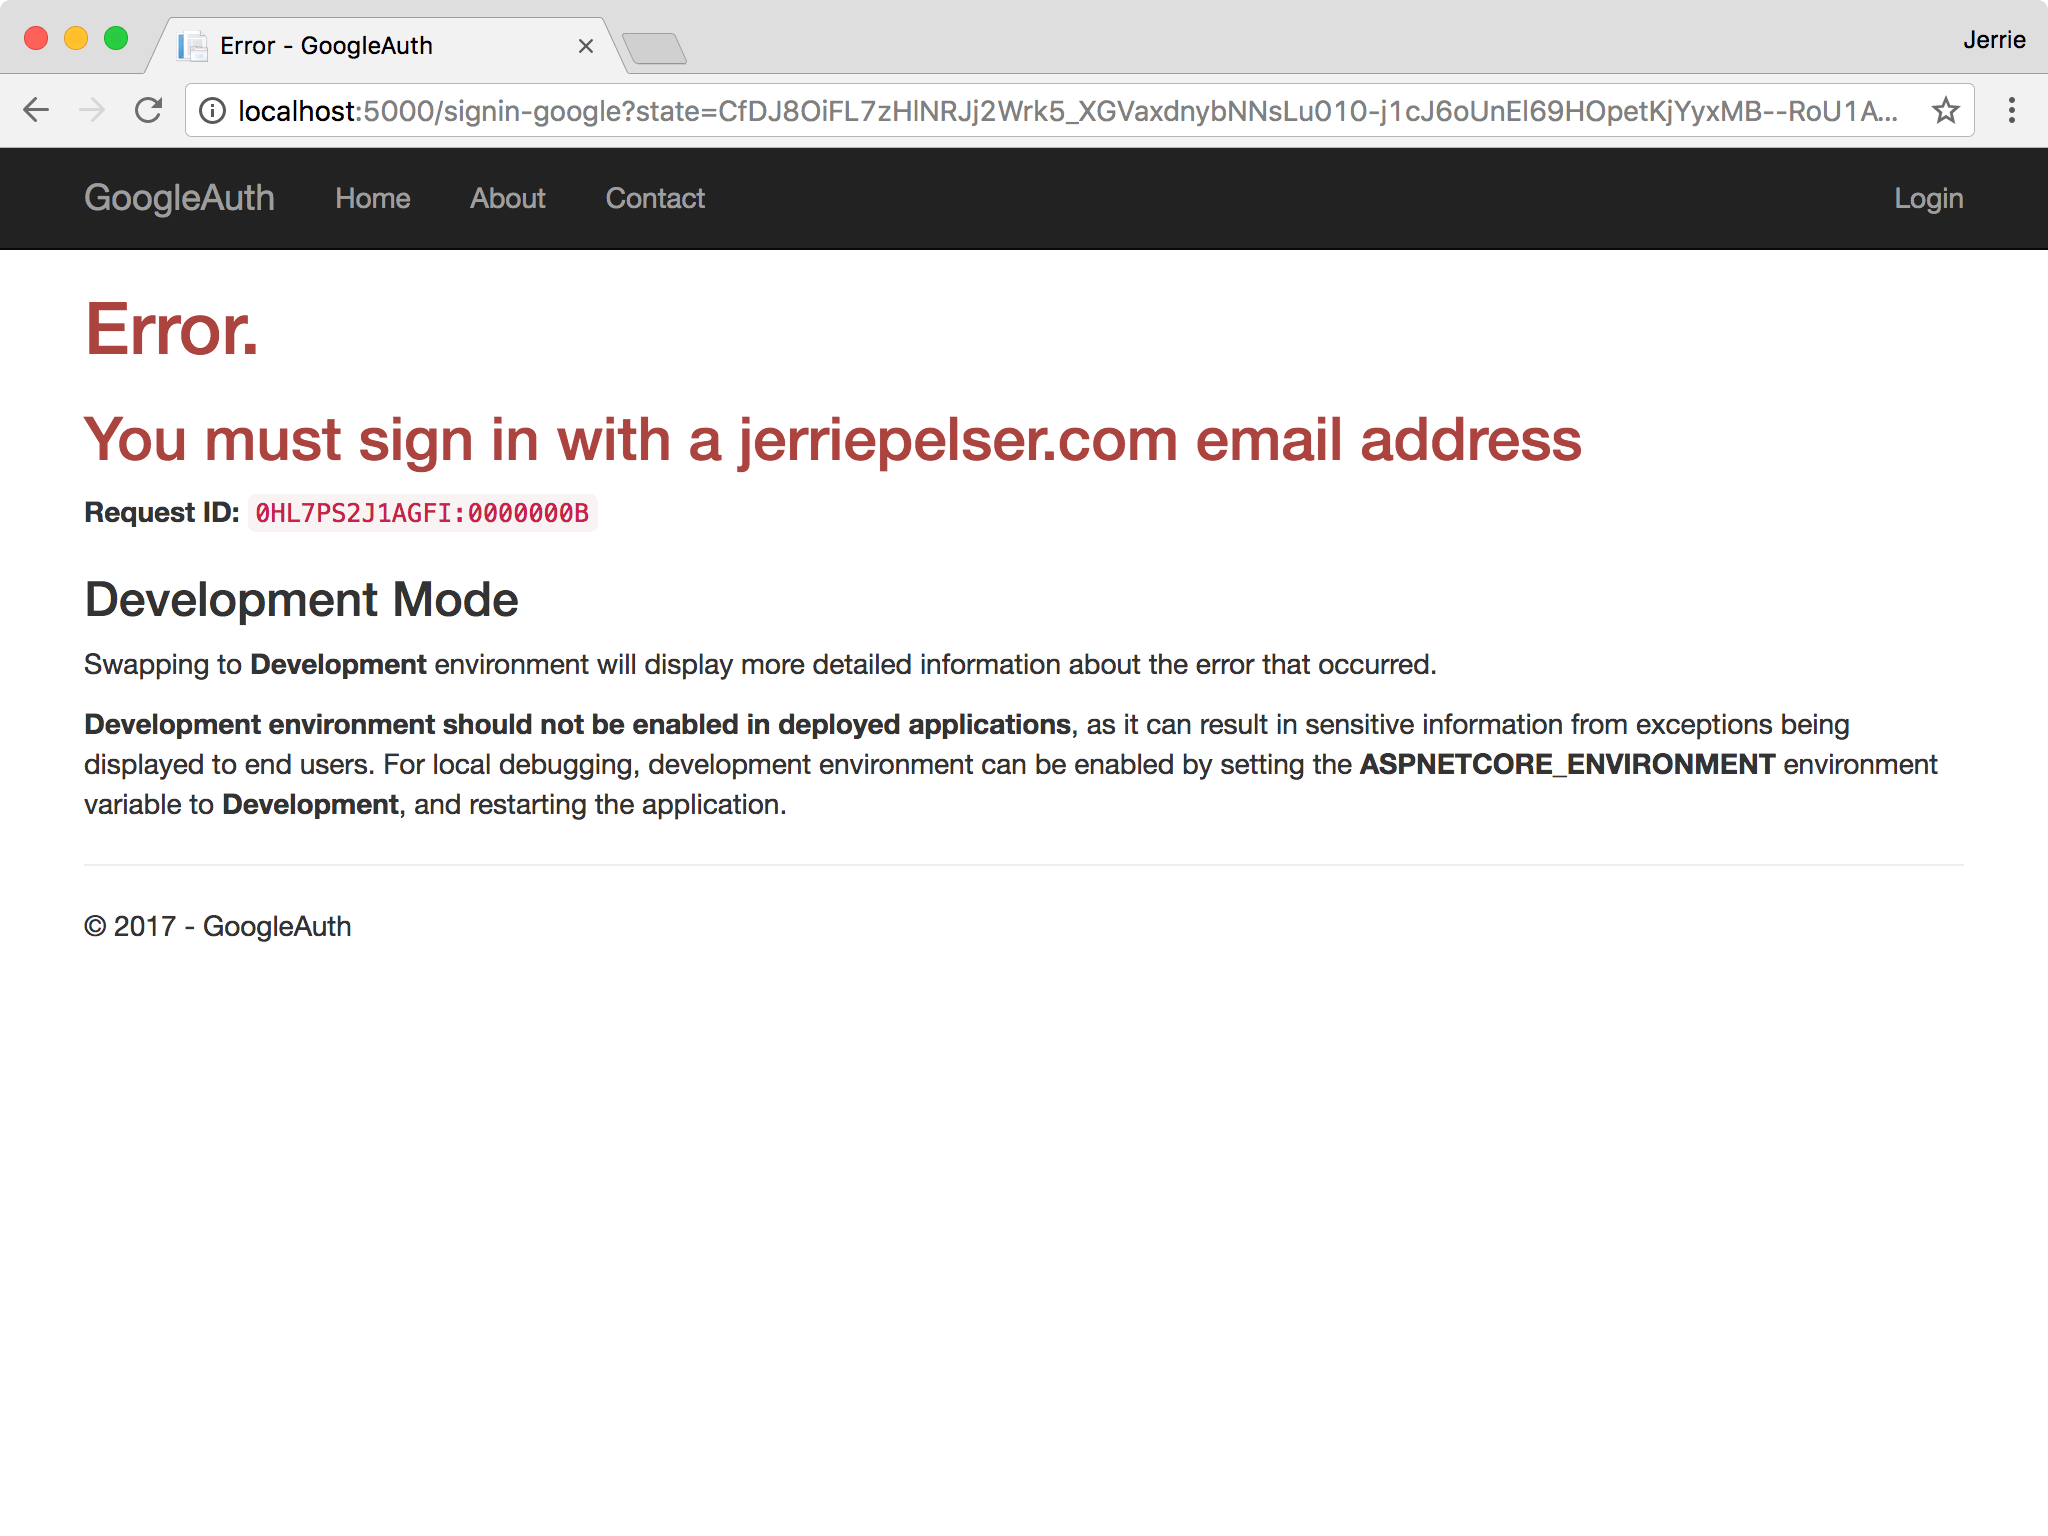 Error - GoogleAuth
Jerrie
localhost:5000/signin-google?state=CfDJ8OiFL7zHlNRJj2Wrk5_XGVaxdnybNNsLu010-j1cJ6oUnEl69HOpetKjYyxMB--RoU1A...
GoogleAuth Home About Contact Login
Error.
You must sign in with a jerriepelser.com email address
Request ID: 0HL7PS2J1AGFI:0000000B
Development Mode
Swapping to Development environment will display more detailed information about the error that occurred.
Development environment should not be enabled in deployed applications, as it can result in sensitive information from exceptions being
displayed to end users. For local debugging, development environment can be enabled by setting the ASPNETCORE_ENVIRONMENT environment
variable to Development, and restarting the application.
© 2017 - GoogleAuth